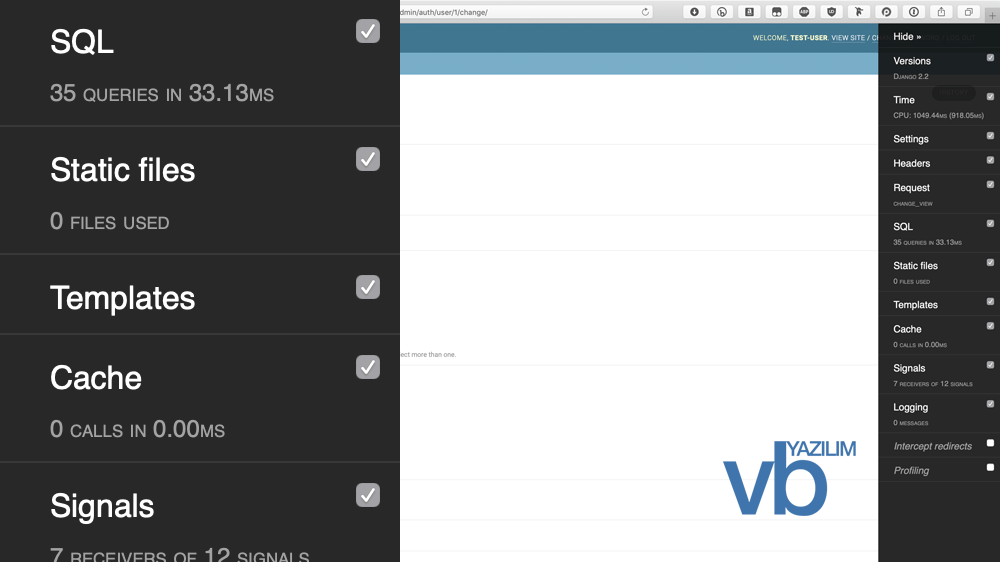 SQL
35 QUERIES IN 33.13MS
Static files
0 FILES USED
Templates
Cache
0 CALLS IN 0.00MS
Signals
7 RECEIVERS OF 12 SIGNALS
dmin/auth/user/1/change/
WELCOME, TEST-USER. VIEW SITE /
ect more than one.
YAZILIM
vb
Hide »
Versions
DJANGO 2.2
Time
CPU: 1049.44MS (918.05MS)
Settings
Headers
Request
CHANGE_VIEW
SQL
35 QUERIES IN 33.13MS
Static files
0 FILES USED
Templates
Cache
0 CALLS IN 0.00MS
Signals
7 RECEIVERS OF 12 SIGNALS
Logging
0 MESSAGES
Intercept redirects
Profiling